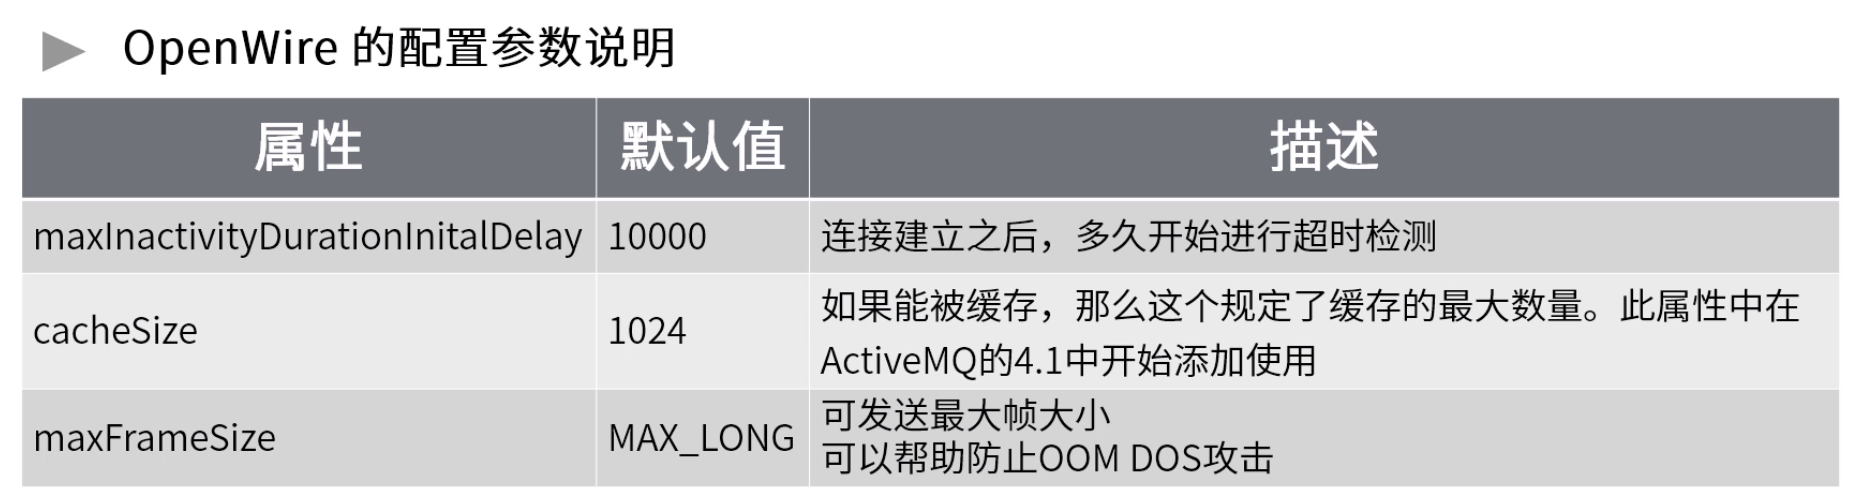 OpenWire 的配置参数说明
属性 默认值 描述
maxInactivityDurationInitalDelay 10000 连接建立之后，多久开始进行超时检测
cacheSize 1024 如果能被缓存，那么这个规定了缓存的最大数量。此属性中在
ActiveMQ的4.1中开始添加使用
maxFrameSize MAX_LONG 可发送最大帧大小
可以帮助防止OOM DOS攻击